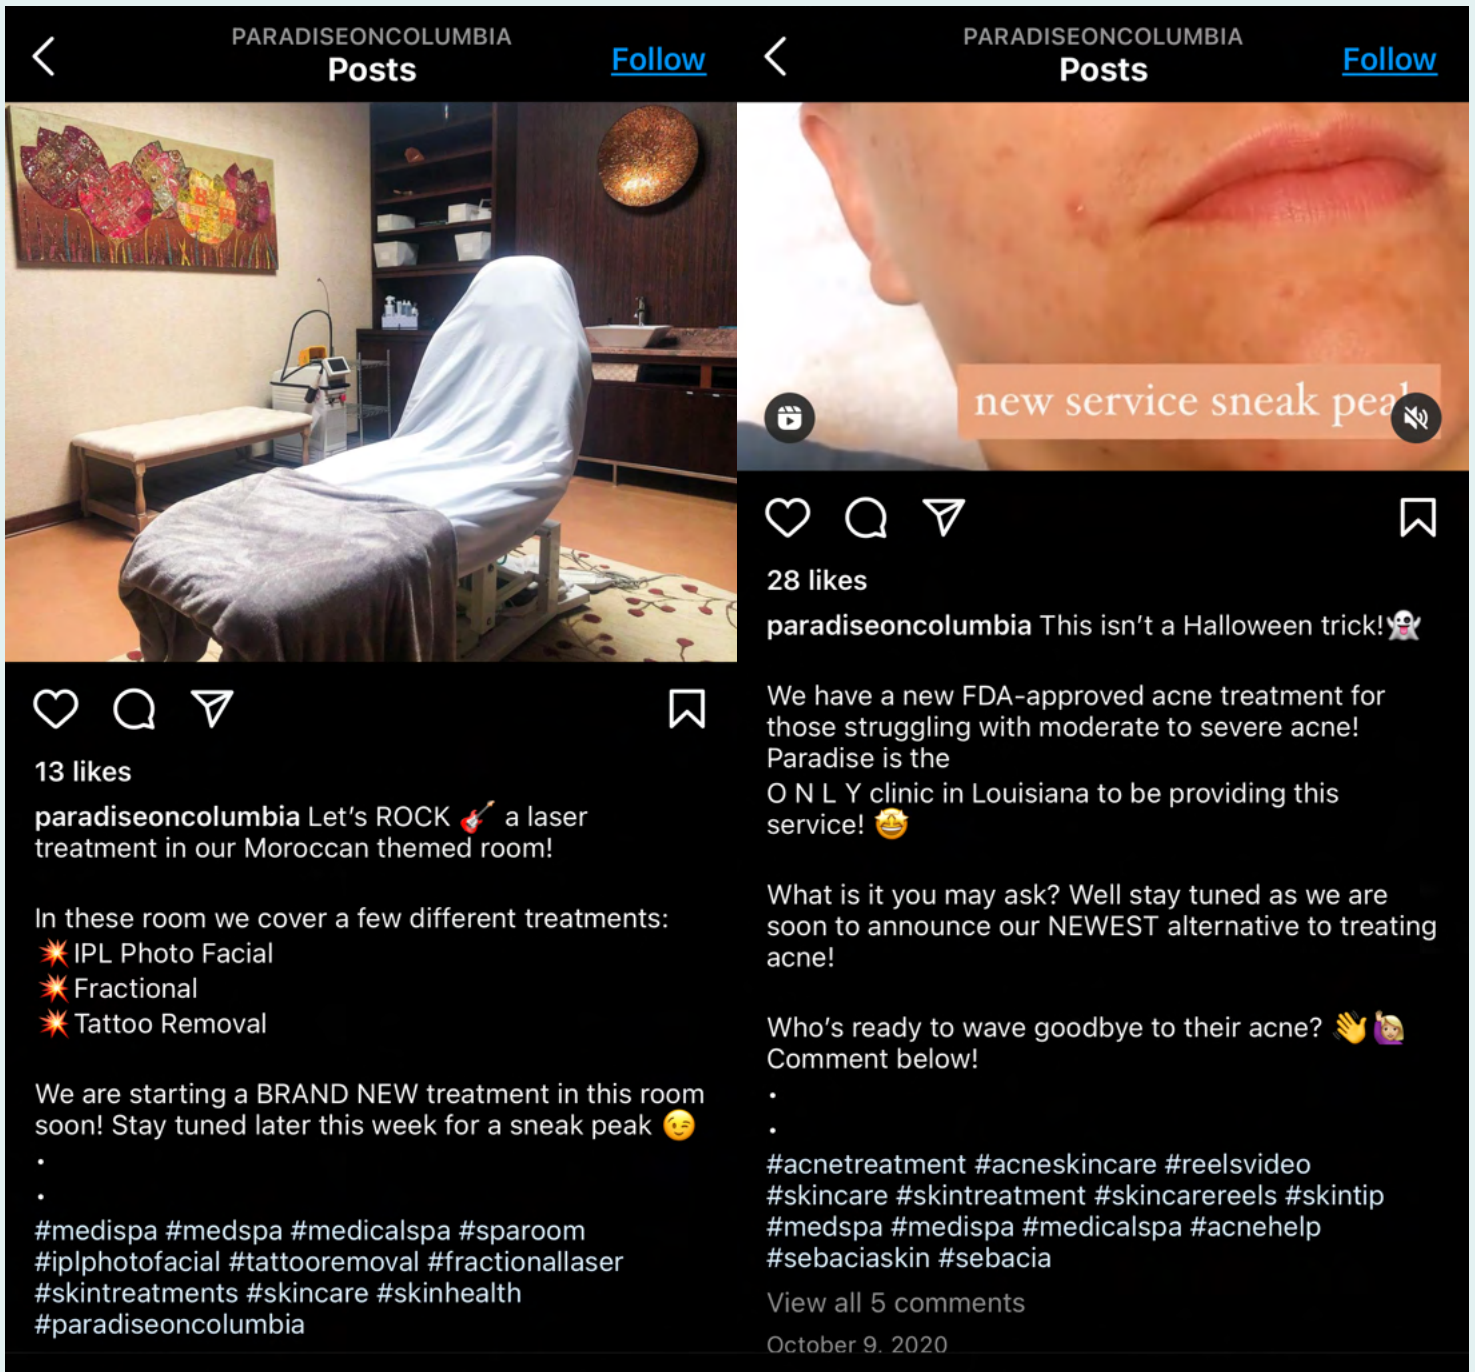 PARADISEONCOLUMBIA
Posts
Follow
13 likes
paradiseoncolumbia Let's ROCK 🎸 a laser
treatment in our Moroccan themed room!
In these room we cover a few different treatments:
💥IPL Photo Facial
💥Fractional
💥Tattoo Removal
We are starting a BRAND NEW treatment in this room
soon! Stay tuned later this week for a sneak peak 😉
.
.
#medispa #medspa #medicalspa #sparoom
#iplphotofacial #tattooremoval #fractionallaser
#skintreatments #skincare #skinhealth
#paradiseoncolumbia
PARADISEONCOLUMBIA
Posts
Follow
new service sneak peak
28 likes
paradiseoncolumbia This isn't a Halloween trick!👻
We have a new FDA-approved acne treatment for
those struggling with moderate to severe acne!
Paradise is the
O N L Y clinic in Louisiana to be providing this
service! 🤩
What is it you may ask? Well stay tuned as we are
soon to announce our NEWEST alternative to treating
acne!
Who's ready to wave goodbye to their acne? 👋🙋🏼‍♀️
Comment below!
.
.
#acnetreatment #acneskincare #reelsvideo
#skincare #skintreatment #skincarereels #skintip
#medspa #medispa #medicalspa #acnehelp
#sebaciaskin #sebacia
View all 5 comments
October 9, 2020